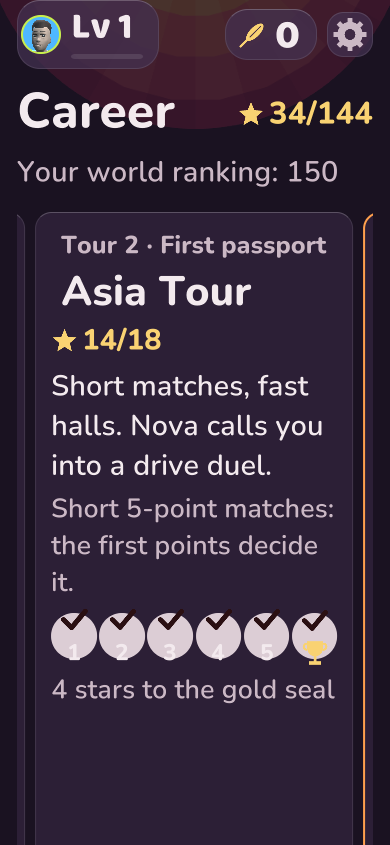 Lv 1
0
Career
34/144
Your world ranking: 150
Tour 2 · First passport
Asia Tour
14/18
Short matches, fast
halls. Nova calls you
into a drive duel.
Short 5-point matches:
the first points decide
it.
1 2 3 4 5
4 stars to the gold seal